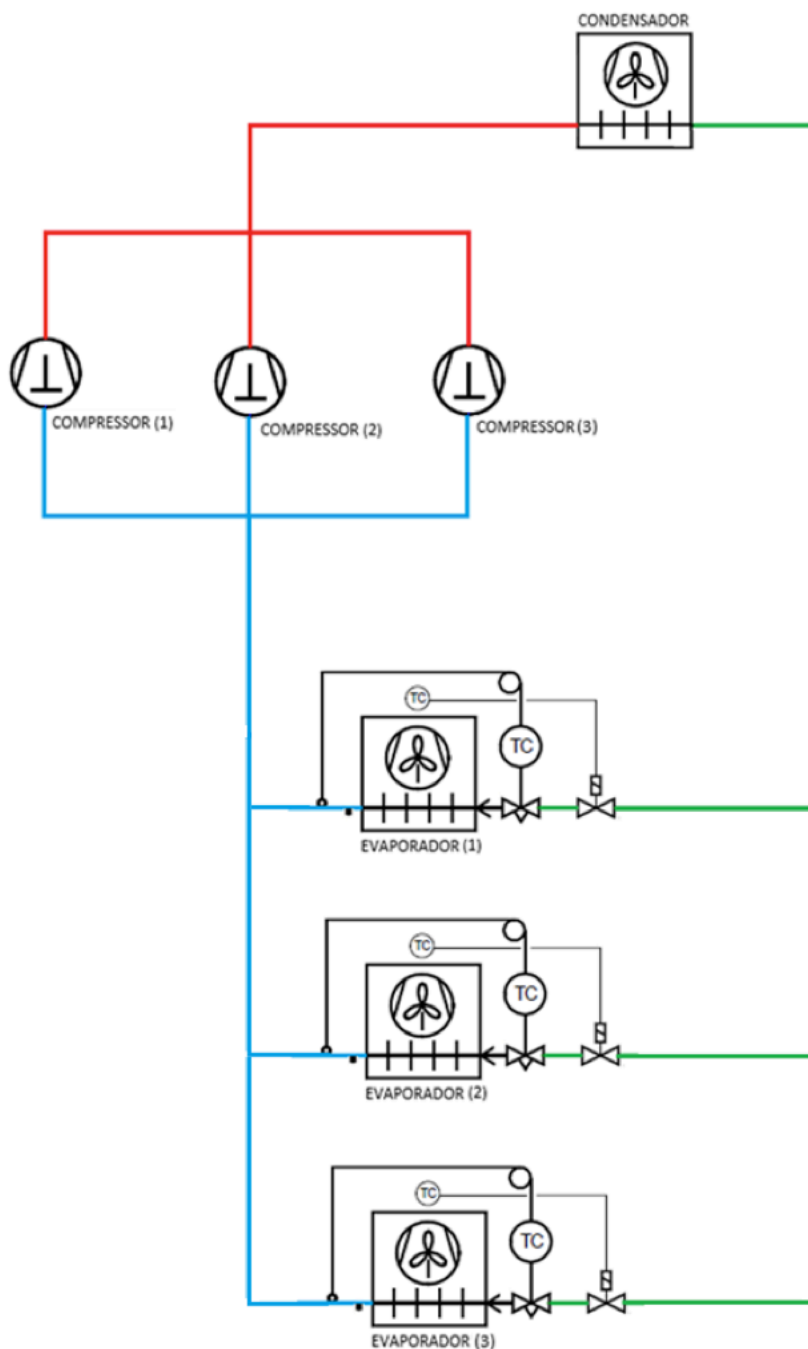 CONDENSADOR
COMPRESSOR (1)
COMPRESSOR (2)
COMPRESSOR (3)
TC
TC
EVAPORADOR (1)
TC
TC
EVAPORADOR (2)
TC
TC
EVAPORADOR (3)